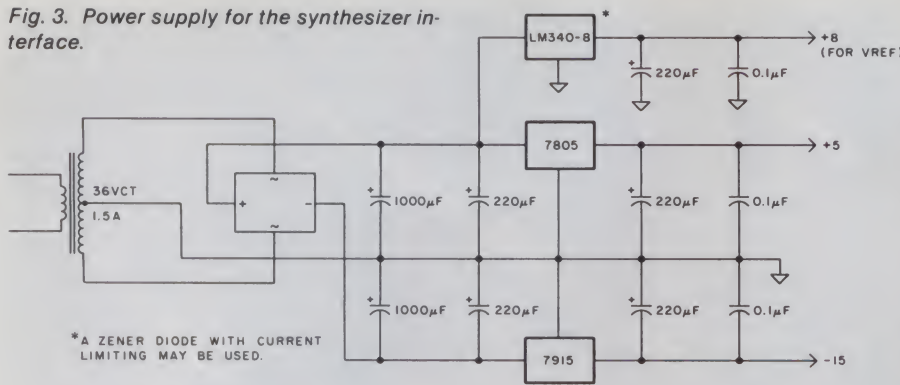 Fig. 3. Power supply for the synthesizer in-
terface.
LM340-8
*
+8
(FOR VREF)
+
220µF
0.1µF
7805
+5
36VCT
1.5A
~
+
-
~
+
1000µF
+
220µF
+
220µF
0.1µF
+
1000µF
+
220µF
+
220µF
0.1µF
*A ZENER DIODE WITH CURRENT
LIMITING MAY BE USED.
7915
-15